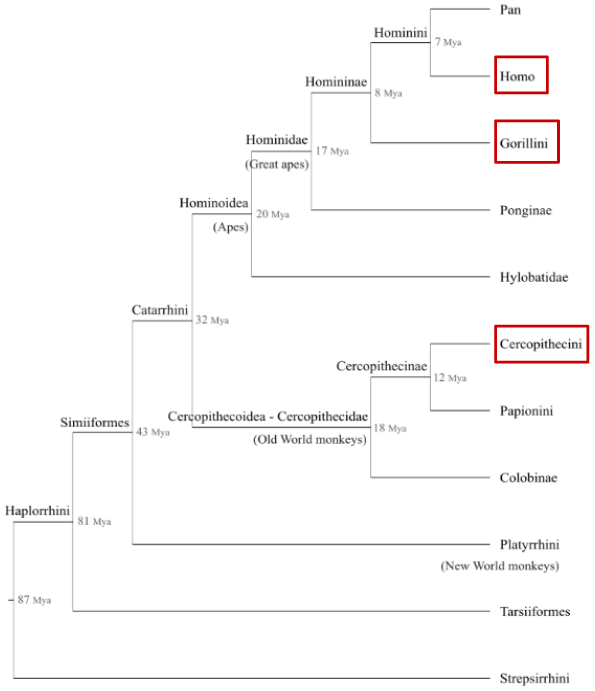 Pan
Hominini
7 Mya
Homo
Homininae
8 Mya
Hominidae
Gorillini
(Great apes)
17 Mya
Hominoidea
Ponginae
20 Mya
(Apes)
Hylobatidae
Catarrhini
32 Mya
Cercopithecini
Cercopithecinae
12 Mya
Papionini
Cercopithecoidea - Cercopithecidae
Simiiformes
18 Mya
43 Mya
(Old World monkeys)
Colobinae
Haplorrhini
81 Mya
Platyrrhini
(New World monkeys)
87 Mya
Tarsiiformes
Strepsirrhini